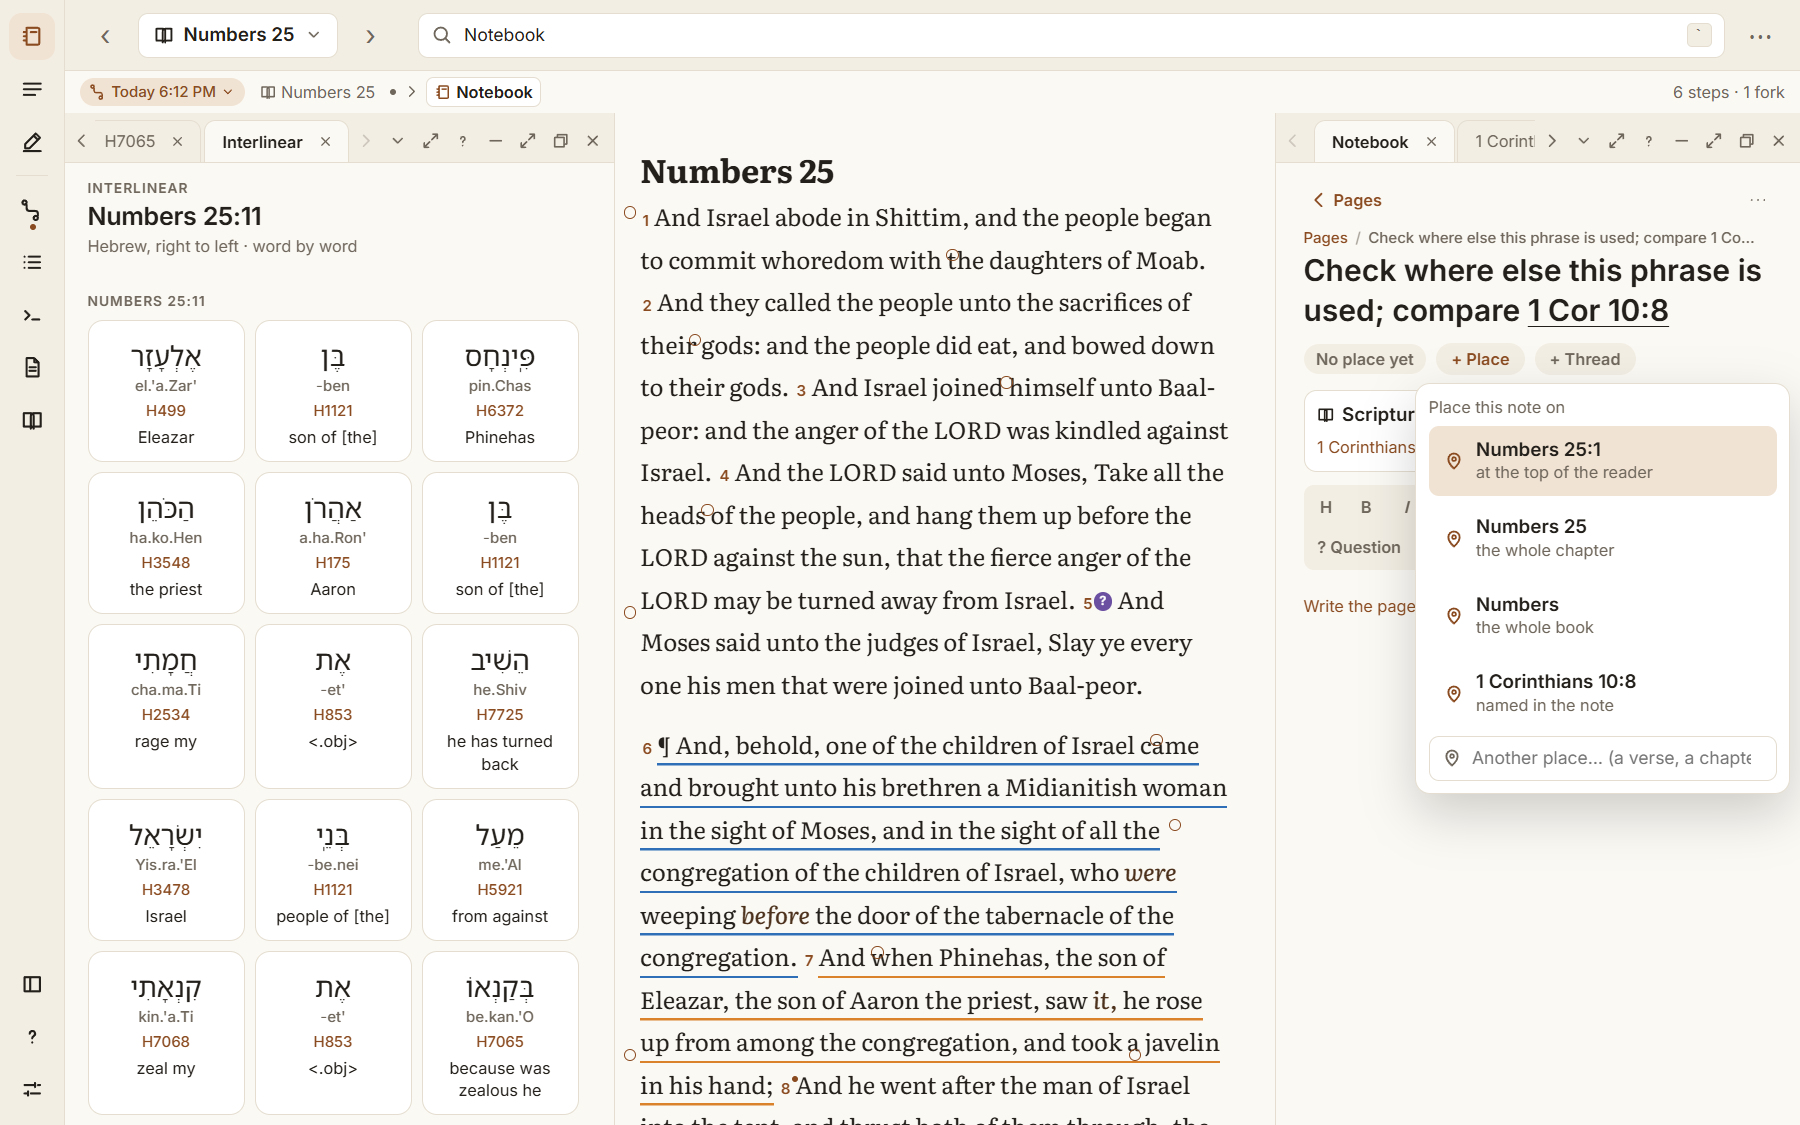 Numbers 25
Notebook
`
Today 6:12 PM
Numbers 25
Notebook
6 steps · 1 fork
H7065
Interlinear
?
INTERLINEAR
Numbers 25:11
Hebrew, right to left · word by word
NUMBERS 25:11
פִּֽינְחָס
pin.Chas
H6372
Phinehas
בֶּן
-ben
H1121
son of [the]
אֶלְעָזָר
el.'a.Zar'
H499
Eleazar
בֶּן
-ben
H1121
son of [the]
אַהֲרֹן
a.ha.Ron'
H175
Aaron
הַכֹּהֵן
ha.ko.Hen
H3548
the priest
הֵשִׁיב
he.Shiv
H7725
he has turned
back
אֶת
-et'
H853
<.obj>
חֲמָתִי
cha.ma.Ti
H2534
rage my
מֵעַל
me.'Al
H5921
from against
בְּנֵֽי
-be.nei
H1121
people of [the]
יִשְׂרָאֵל
Yis.ra.'El
H3478
Israel
בְּקַנְאוֹ
be.kan.'O
H7065
because was
zealous he
אֶת
-et'
H853
<.obj>
קִנְאָתִי
kin.'a.Ti
H7068
zeal my
Numbers 25
1 And Israel abode in Shittim, and the people began
to commit whoredom with the daughters of Moab.
2 And they called the people unto the sacrifices of
their gods: and the people did eat, and bowed down
to their gods. 3 And Israel joined himself unto Baal-
peor: and the anger of the LORD was kindled against
Israel. 4 And the LORD said unto Moses, Take all the
heads of the people, and hang them up before the
LORD against the sun, that the fierce anger of the
LORD may be turned away from Israel. 5 ? And
Moses said unto the judges of Israel, Slay ye every
one his men that were joined unto Baal-peor.
6 ¶ And, behold, one of the children of Israel came
and brought unto his brethren a Midianitish woman
in the sight of Moses, and in the sight of all the
congregation of the children of Israel, who were
weeping before the door of the tabernacle of the
congregation. 7 And when Phinehas, the son of
Eleazar, the son of Aaron the priest, saw it, he rose
up from among the congregation, and took a javelin
in his hand; 8 And he went after the man of Israel
into the tent, and thrust both of them through, the
Notebook
1 Corint
?
Pages
Pages / Check where else this phrase is used; compare 1 Co...
Check where else this phrase is
used; compare 1 Cor 10:8
No place yet
+ Place
+ Thread
Scriptur
1 Corinthians
H B I
? Question
Write the page
Place this note on
Numbers 25:1
at the top of the reader
Numbers 25
the whole chapter
Numbers
the whole book
1 Corinthians 10:8
named in the note
Another place... (a verse, a chapte
?